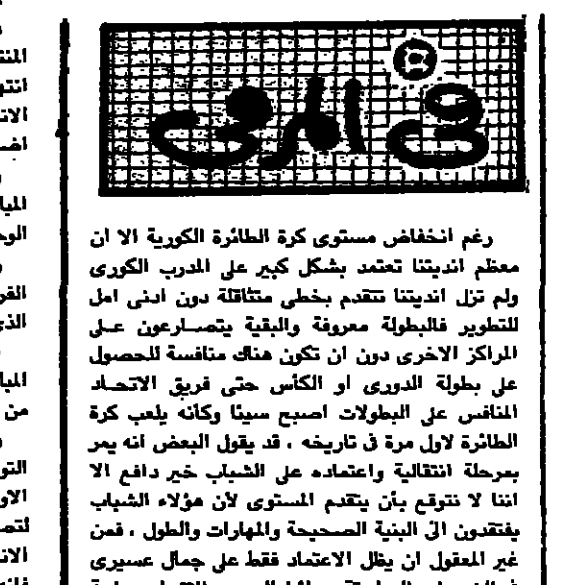 في المرمى
رغم انخفاض مستوى كرة الطائرة الكورية الا ان
معظم انديتنا تعتمد بشكل كبير على المدرب الكورى
ولم تزل انديتنا تتقدم بخطى متثاقلة دون ادنى امل
للتطوير فالبطولة معروفة والبقية يتصارعون على
المراكز الاخرى دون ان تكون هناك منافسة للحصول
على بطولة الدورى او الكأس حتى فريق الاتحاد
المنافس على البطولات اصبح سيئا وكأنه يلعب كرة
الطائرة لاول مرة في تاريخه ، قد يقول البعض انه يمر
بمرحلة انتقالية واعتماده على الشباب خير دافع الا
اننا لا نتوقع بأن يتقدم المستوى لأن هؤلاء الشباب
يفتقدون الى البنية الصحيحة والمهارات والطول ، فمن
غير المعقول ان يظل الاعتماد فقط على جمال عسيرى